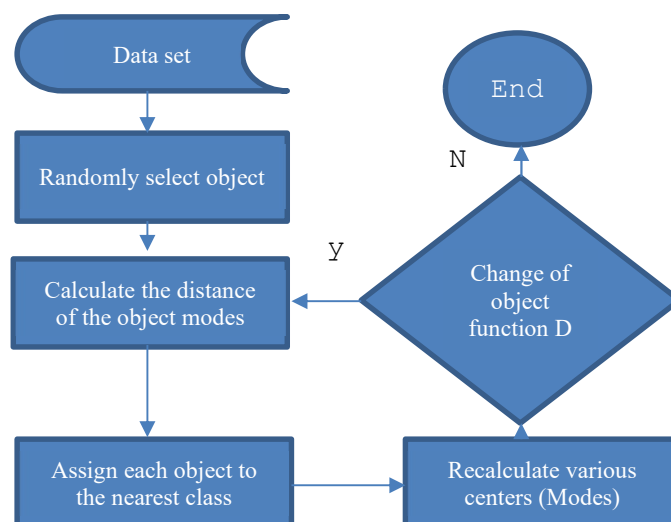 Data set
End
Randomly select object
N
y
Calculate the distance
of the object modes
Change of
object
function D
Assign each object to
the nearest class
Recalculate various
centers (Modes)